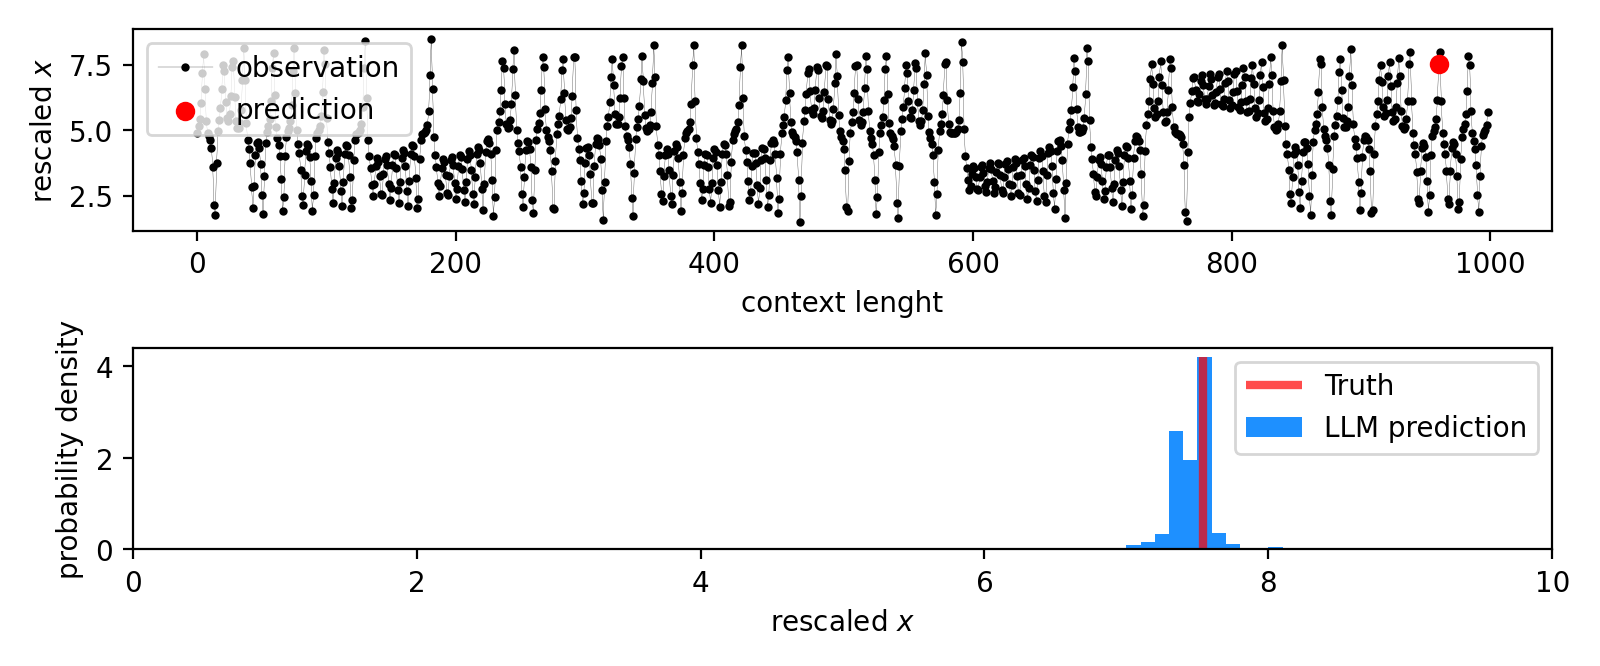 rescaled x
7.5
5.0
2.5
observation
prediction
0
200
400
600
800
1000
context lenght
probability density
4
2
0
Truth
LLM prediction
0
2
4
6
8
10
rescaled x